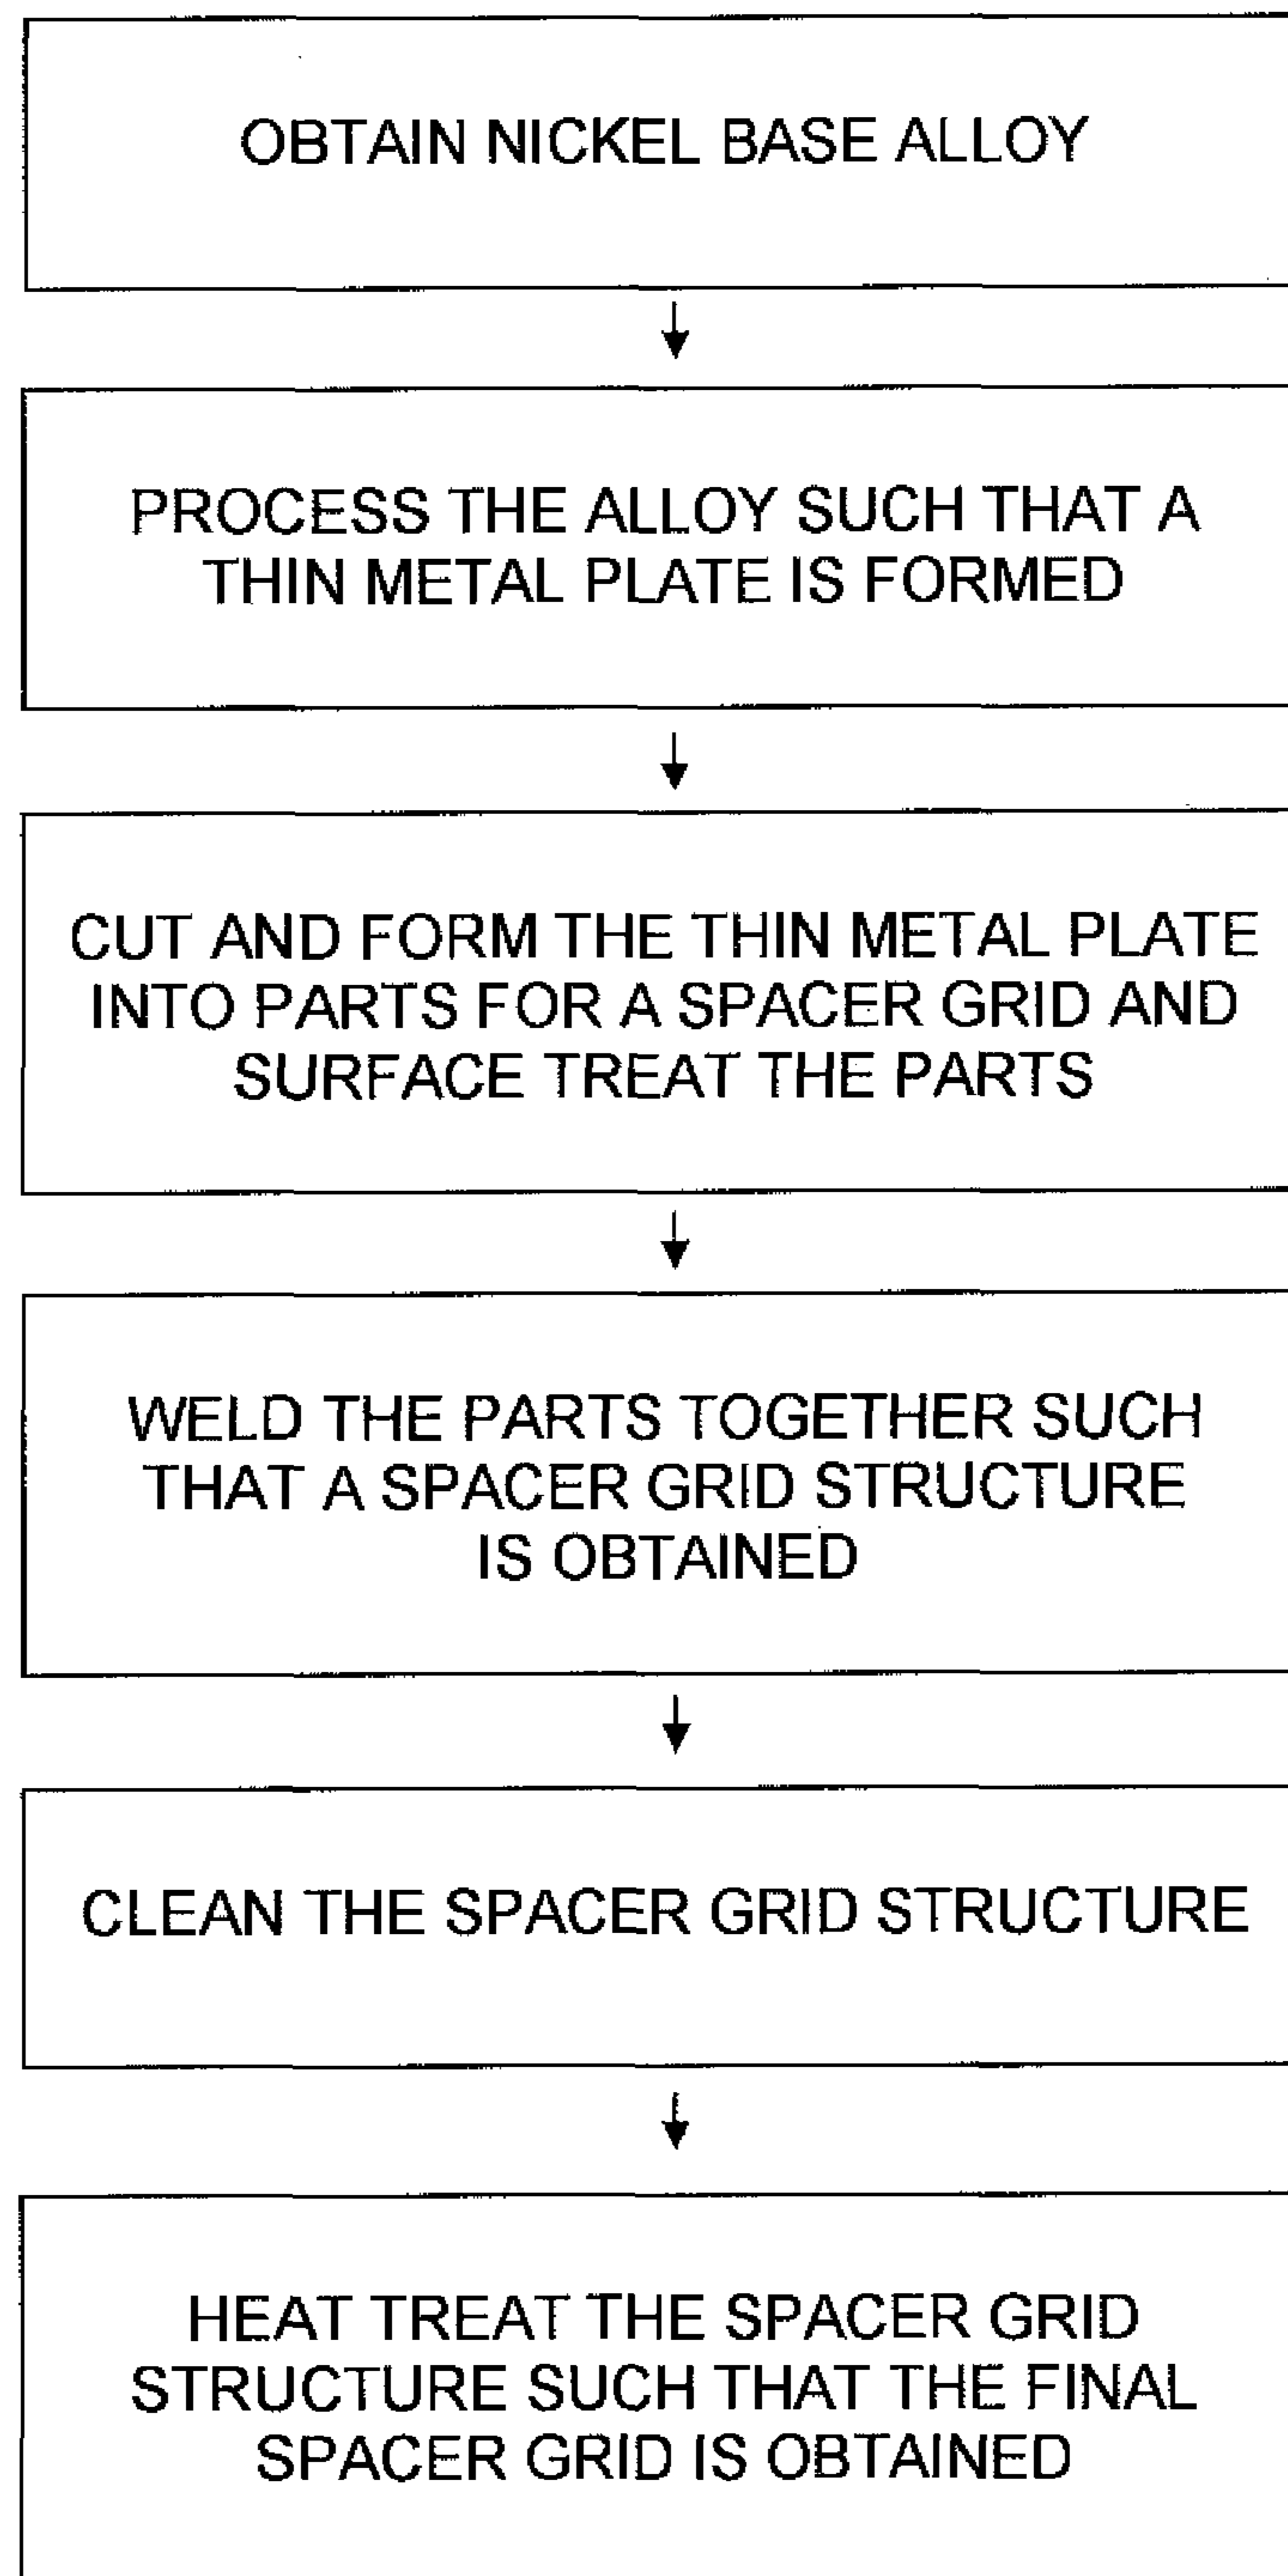 OBTAIN NICKEL BASE ALLOY
PROCESS THE ALLOY SUCH THAT A
THIN METAL PLATE IS FORMED
CUT AND FORM THE THIN METAL PLATE
INTO PARTS FOR A SPACER GRID AND
SURFACE TREAT THE PARTS
WELD THE PARTS TOGETHER SUCH
THAT A SPACER GRID STRUCTURE
IS OBTAINED
CLEAN THE SPACER GRID STRUCTURE
HEAT TREAT THE SPACER GRID
STRUCTURE SUCH THAT THE FINAL
SPACER GRID IS OBTAINED